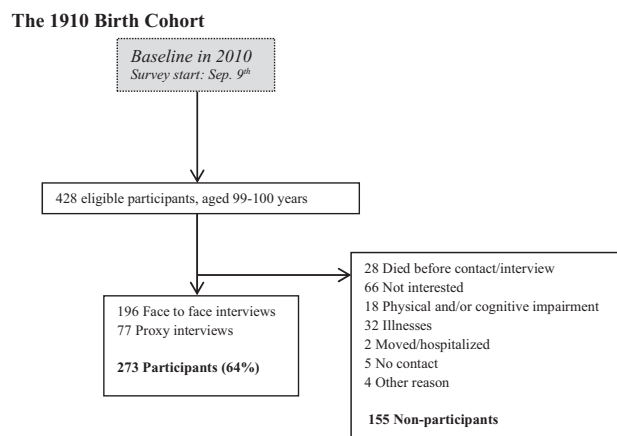 The 1910 Birth Cohort
Baseline in 2010
Survey start: Sep. 9th
428 eligible participants, aged 99-100 years
28 Died before contact/interview
66 Not interested
18 Physical and/or cognitive impairment
32 Illnesses
2 Moved/hospitalized
5 No contact
4 Other reason
155 Non-participants
196 Face to face interviews
77 Proxy interviews
273 Participants (64%)